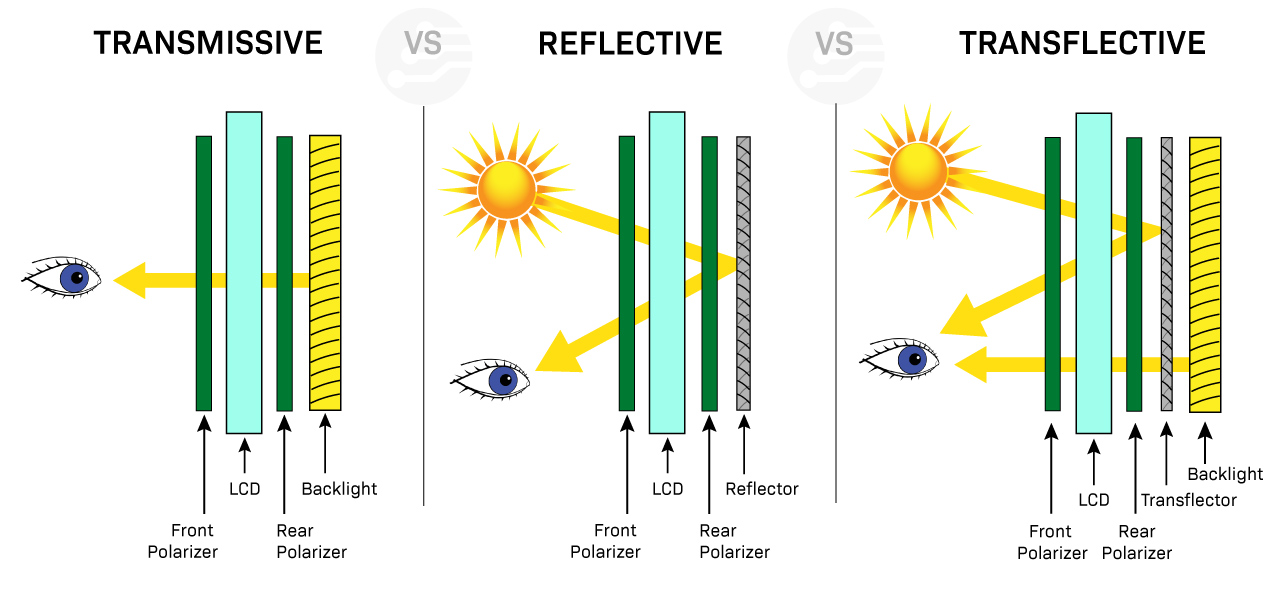 TRANSMISSIVE
VS
REFLECTIVE
VS
TRANSFLECTIVE
LCD
Backlight
Front
Polarizer
Rear
Polarizer
LCD
Reflector
Front
Polarizer
Rear
Polarizer
Backlight
LCD
Transflector
Front
Polarizer
Rear
Polarizer